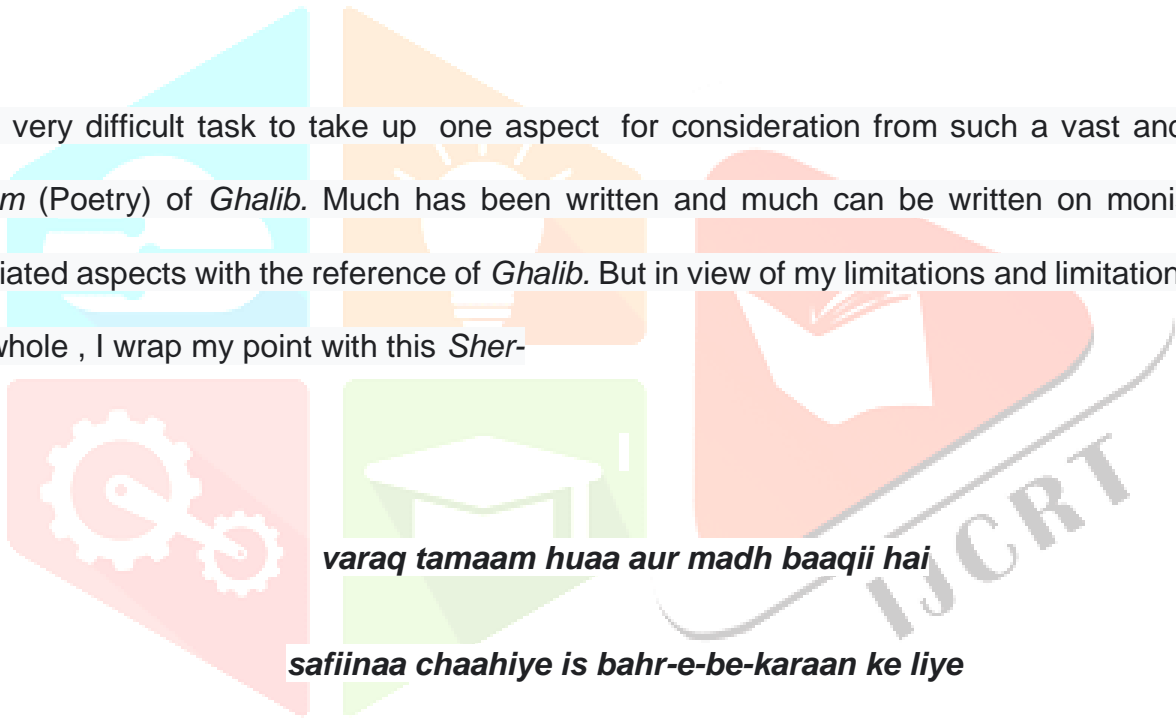 very difficult task to take up one aspect for consideration from such a vast and
m (Poetry) of Ghalib. Much has been written and much can be written on moni
iated aspects with the reference of Ghalib. But in view of my limitations and limitation
whole , I wrap my point with this Sher-
varaq tamaam huaa aur madh baaqii hai
safiinaa chaahiye is bahr-e-be-karaan ke liye
IJCRT